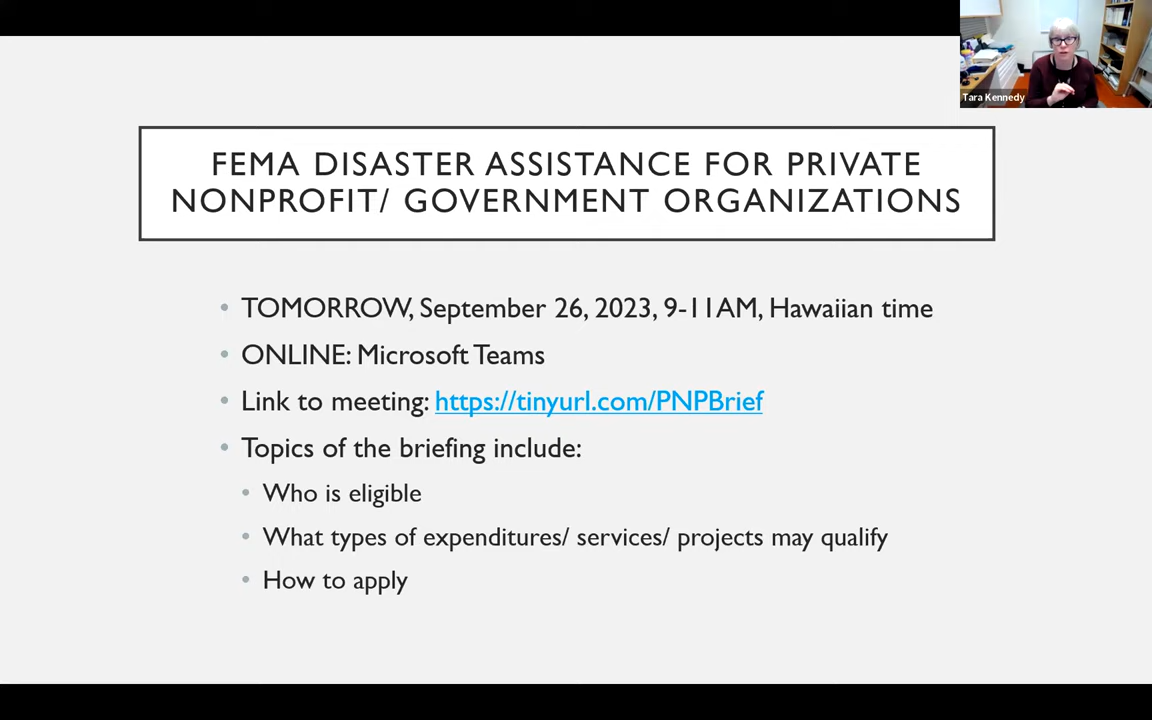 Tara Kennedy
FEMA DISASTER ASSISTANCE FOR PRIVATE
NONPROFIT/ GOVERNMENT ORGANIZATIONS
• TOMORROW, September 26, 2023, 9-11AM, Hawaiian time
• ONLINE: Microsoft Teams
• Link to meeting: https://tinyurl.com/PNPBrief
• Topics of the briefing include:
• Who is eligible
• What types of expenditures/ services/ projects may qualify
• How to apply